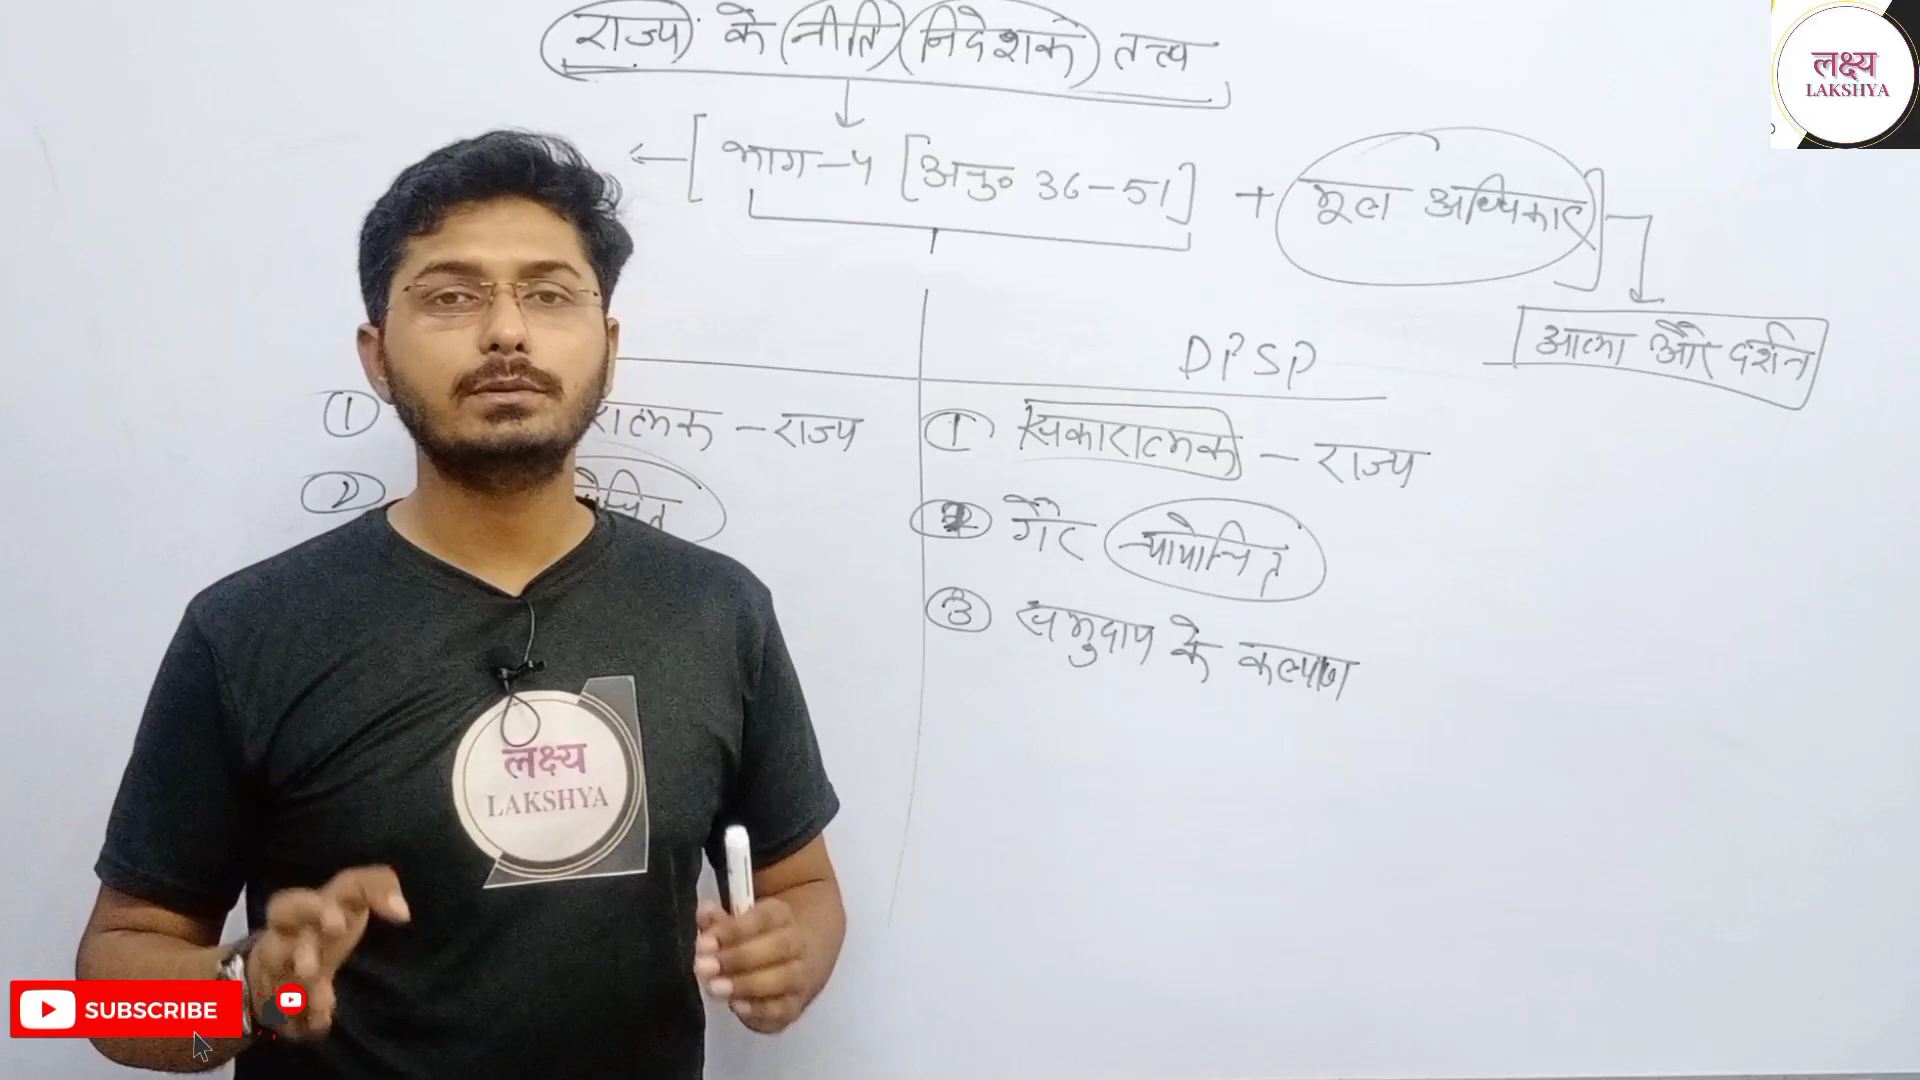 राज्य के नीति निदेशक तत्त्व
लक्ष्य
LAKSHYA
[भाग-4 [अनु० 36-51] + मूल अधिकार]
आत्मा और दर्शन
DPSP
① रात्मक - राज्य
① सकारात्मक - राज्य
② चित
2 गैर न्यायोचित
③ समुदाय के कल्याण
लक्ष्य
LAKSHYA
SUBSCRIBE